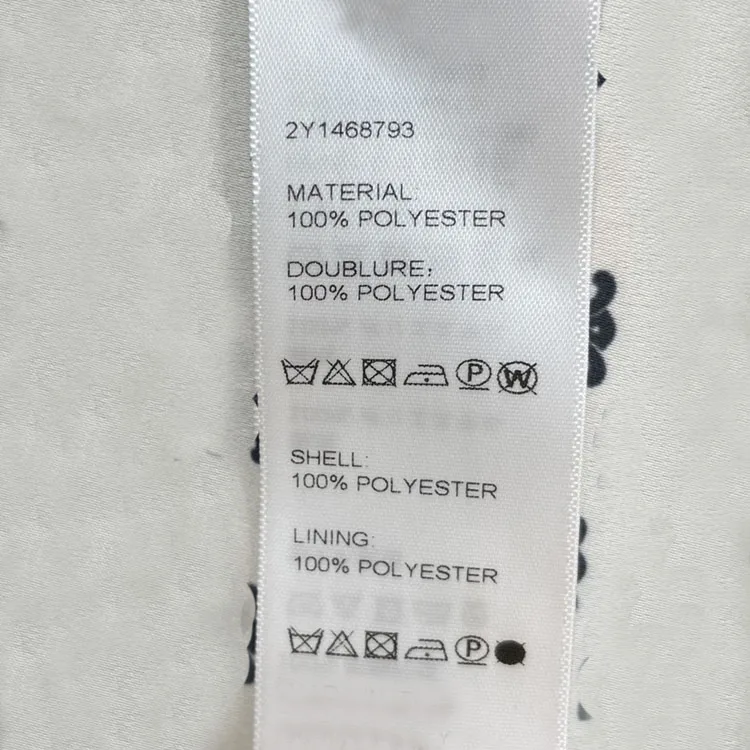 2Y1468793
MATERIAL:
100% POLYESTER
DOUBLURE:
100% POLYESTER
P W
SHELL:
100% POLYESTER
LINING:
100% POLYESTER
P